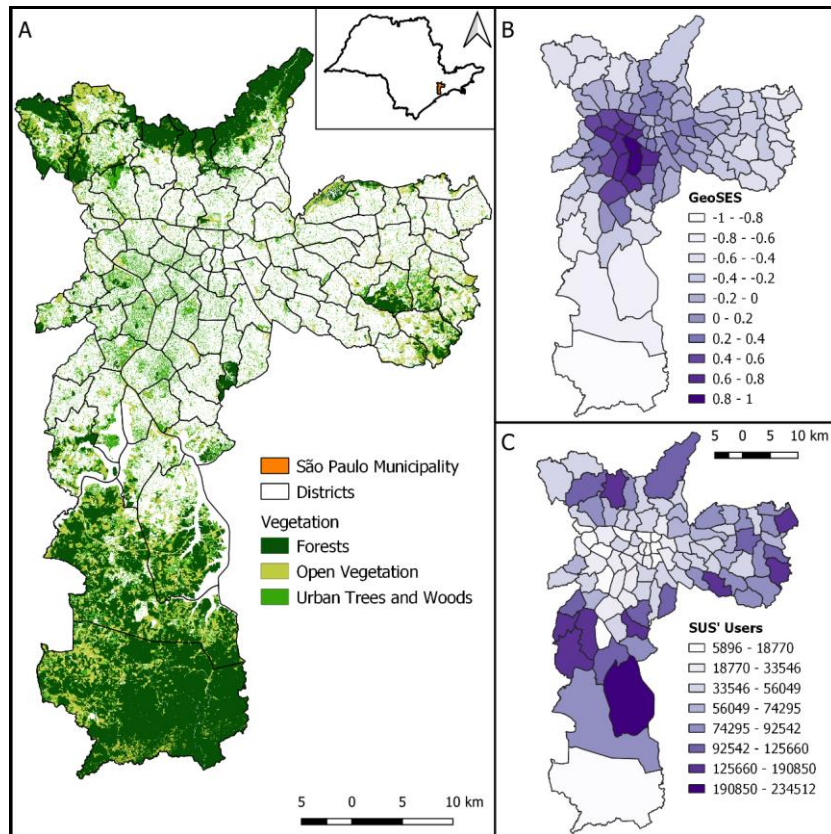 A
São Paulo Municipality
Districts
Vegetation
Forests
Open Vegetation
Urban Trees and Woods
5 0 5 10 km
B
GeoSES
-1 - -0.8
-0.8 - -0.6
-0.6 - -0.4
-0.4 - -0.2
-0.2 - 0
0 - 0.2
0.2 - 0.4
0.4 - 0.6
0.6 - 0.8
0.8 - 1
C
5 0 5 10 km
SUS' Users
5896 - 18770
18770 - 33546
33546 - 56049
56049 - 74295
74295 - 92542
92542 - 125660
125660 - 190850
190850 - 234512